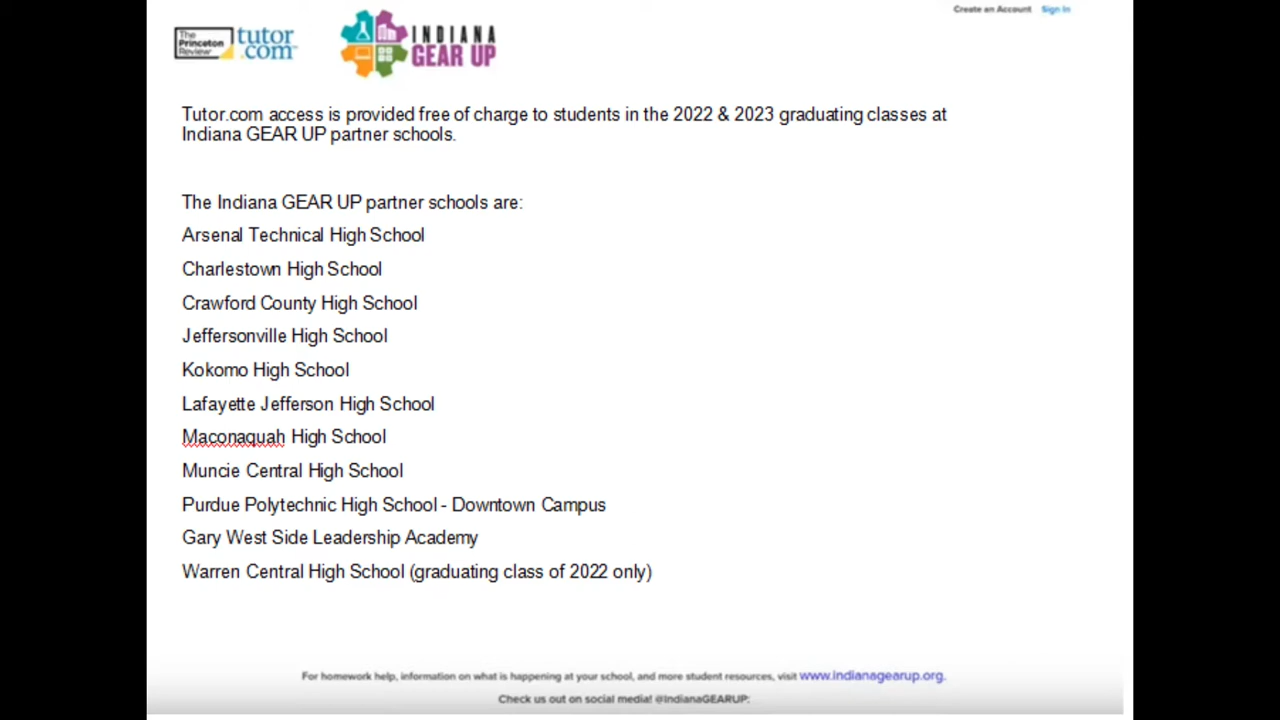 Create an Account Sign In
The Princeton Review
tutor.com
INDIANA
GEAR UP
Tutor.com access is provided free of charge to students in the 2022 & 2023 graduating classes at
Indiana GEAR UP partner schools.
The Indiana GEAR UP partner schools are:
Arsenal Technical High School
Charlestown High School
Crawford County High School
Jeffersonville High School
Kokomo High School
Lafayette Jefferson High School
Maconaquah High School
Muncie Central High School
Purdue Polytechnic High School - Downtown Campus
Gary West Side Leadership Academy
Warren Central High School (graduating class of 2022 only)
For homework help, information on what is happening at your school, and more student resources, visit www.indianagearup.org.
Check us out on social media! @IndianaGEARUP: